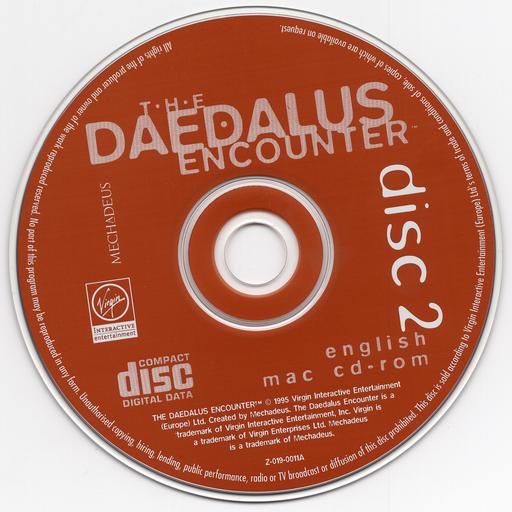 T·H·E
DAEDALUS
ENCOUNTER™
disc 2
MECHADEUS
Virgin
INTERACTIVE
entertainment
english
mac cd-rom
COMPACT
disc
DIGITAL DATA
THE DAEDALUS ENCOUNTER™ © 1995 Virgin Interactive Entertainment
(Europe) Ltd. Created by Mechadeus. The Daedalus Encounter is a
trademark of Virgin Interactive Entertainment, Inc. Virgin is
a trademark of Virgin Enterprises Ltd. Mechadeus
is a trademark of Mechadeus.
Z-019-0011A
All rights of the producer and owner of the work reproduced reserved. No part of this program may be reproduced in any form. Unauthorised copying, hiring, lending, public performance, radio or TV broadcast or diffusion of this disc prohibited. This disc is sold according to Virgin Interactive Entertainment (Europe) Ltd's terms of trade and conditions of sale, copies of which are available on request.